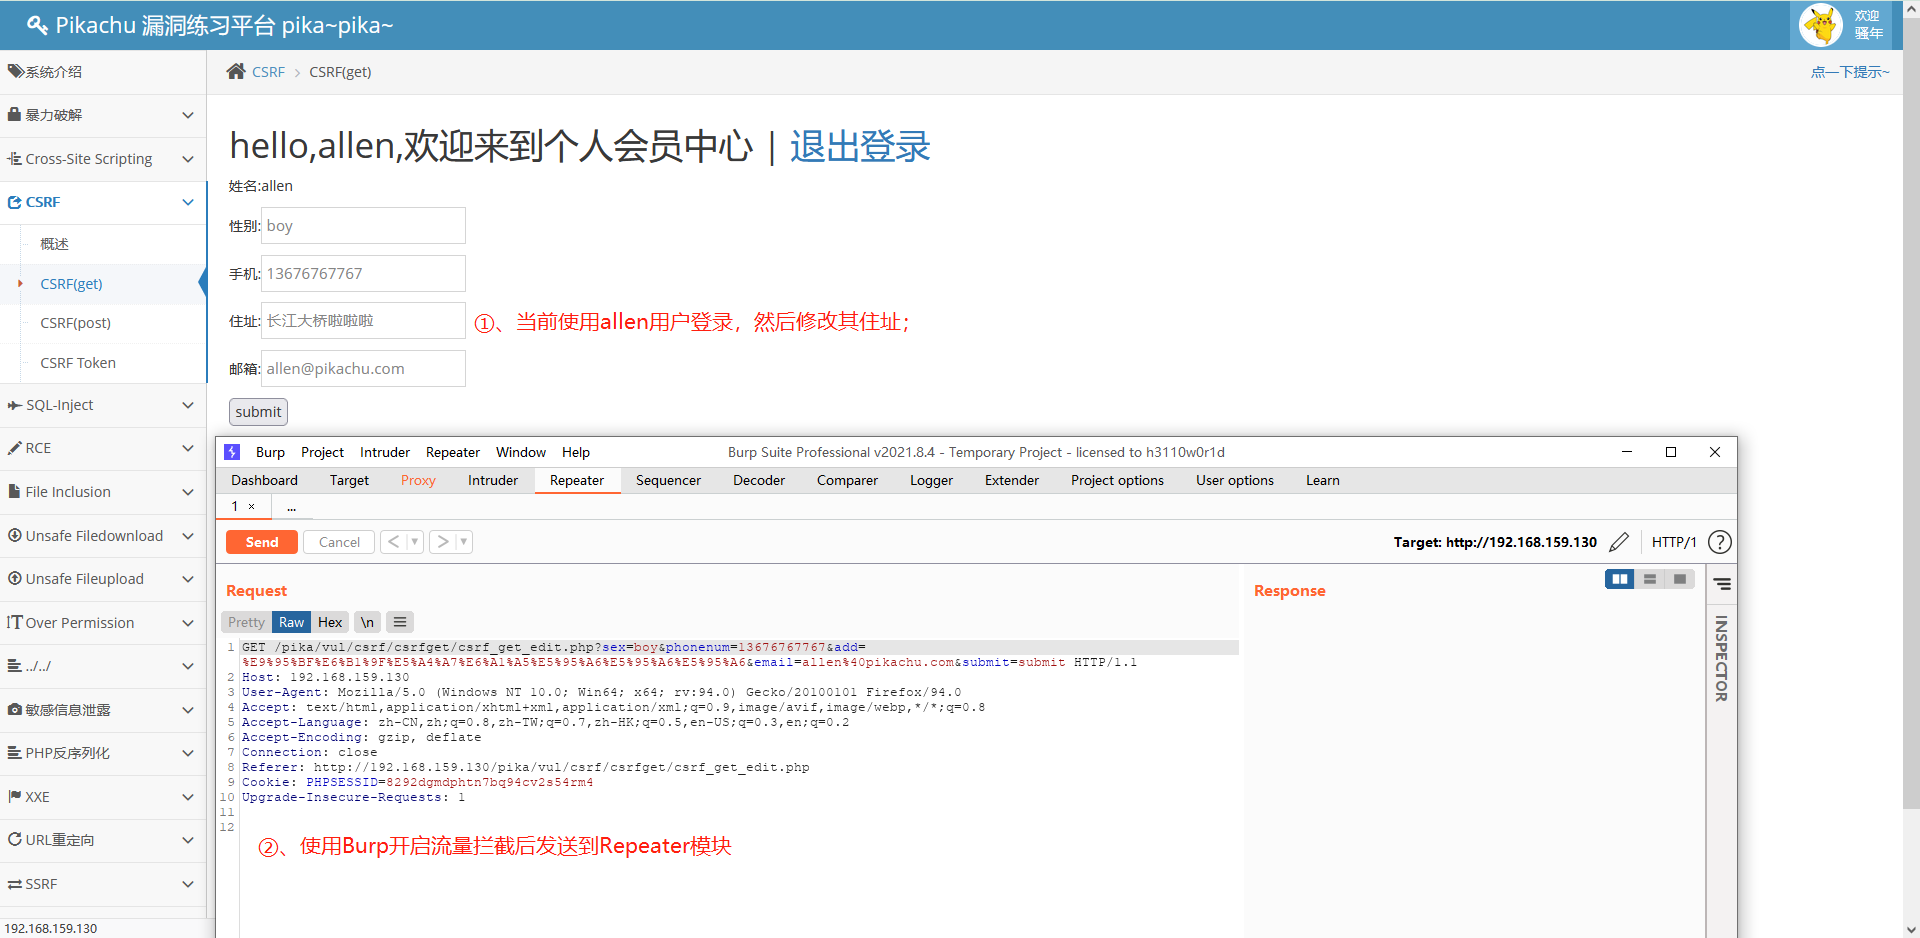 Pikachu 漏洞练习平台 pika~pika~
欢迎
骚年
系统介绍
暴力破解
Cross-Site Scripting
CSRF
概述
CSRF(get)
CSRF(post)
CSRF Token
SQL-Inject
RCE
File Inclusion
Unsafe Filedownload
Unsafe Fileupload
Over Permission
../../
敏感信息泄露
PHP反序列化
XXE
URL重定向
SSRF
192.168.159.130
CSRF > CSRF(get)
点一下提示~
hello,allen,欢迎来到个人会员中心 | 退出登录
姓名:allen
性别: boy
手机: 13676767767
住址: 长江大桥啦啦啦
①、当前使用allen用户登录，然后修改其住址；
邮箱: allen@pikachu.com
submit
Burp Project Intruder Repeater Window Help
Burp Suite Professional v2021.8.4 - Temporary Project - licensed to h3110w0r1d
Dashboard Target Proxy Intruder Repeater Sequencer Decoder Comparer Logger Extender Project options User options Learn
1 × ...
Send Cancel < >
Target: http://192.168.159.130 HTTP/1 ?
Request
Response
Pretty Raw Hex \n
INSPECTOR
1 GET /pika/vul/csrf/csrfget/csrf_get_edit.php?sex=boy&phonenum=13676767767&add=
%E9%95%BF%E6%B1%9F%E5%A4%A7%E6%A1%A5%E5%95%A6%E5%95%A6%E5%95%A6&email=allen%40pikachu.com&submit=submit HTTP/1.1
2 Host: 192.168.159.130
3 User-Agent: Mozilla/5.0 (Windows NT 10.0; Win64; x64; rv:94.0) Gecko/20100101 Firefox/94.0
4 Accept: text/html,application/xhtml+xml,application/xml;q=0.9,image/avif,image/webp,*/*;q=0.8
5 Accept-Language: zh-CN,zh;q=0.8,zh-TW;q=0.7,zh-HK;q=0.5,en-US;q=0.3,en;q=0.2
6 Accept-Encoding: gzip, deflate
7 Connection: close
8 Referer: http://192.168.159.130/pika/vul/csrf/csrfget/csrf_get_edit.php
9 Cookie: PHPSESSID=8292dgmdphtn7bq94cv2s54rm4
10 Upgrade-Insecure-Requests: 1
11
12
②、使用Burp开启流量拦截后发送到Repeater模块